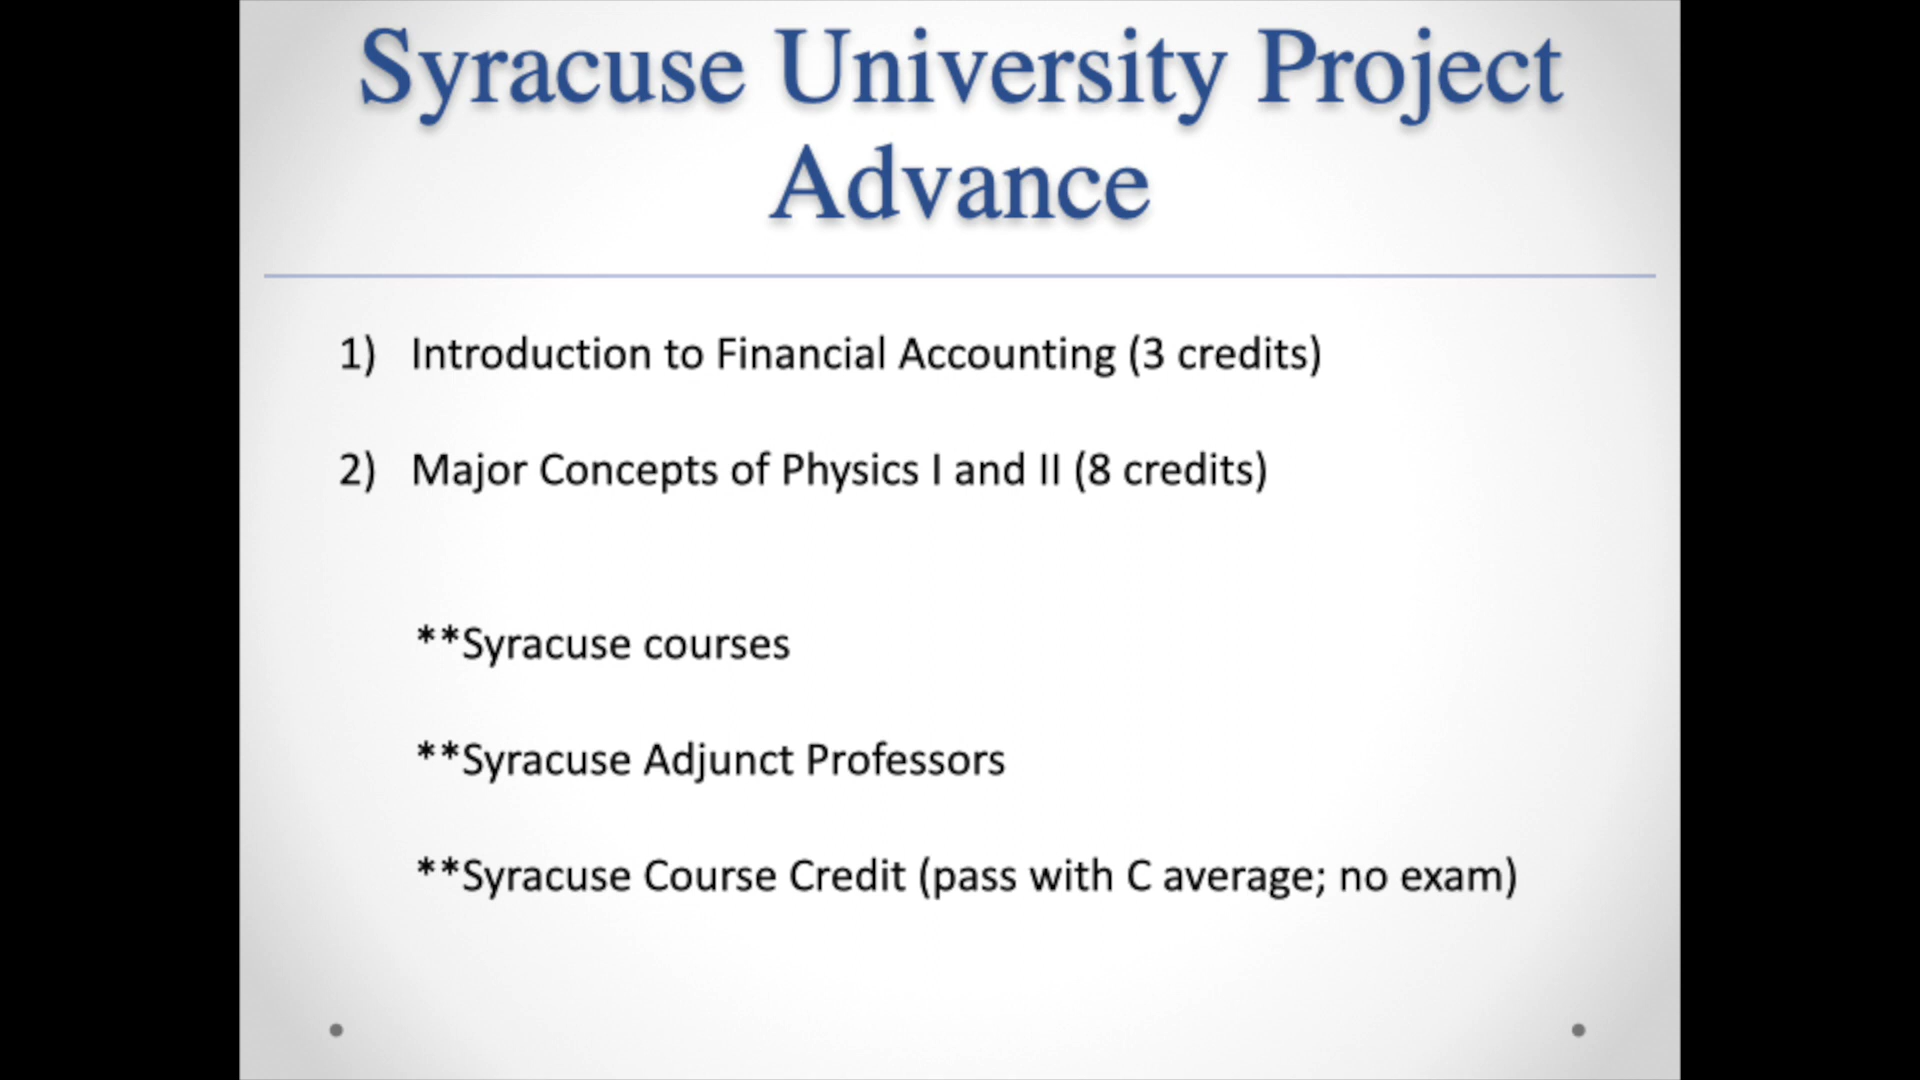 Syracuse University Project
Advance
1) Introduction to Financial Accounting (3 credits)
2) Major Concepts of Physics I and II (8 credits)
**Syracuse courses
**Syracuse Adjunct Professors
**Syracuse Course Credit (pass with C average; no exam)